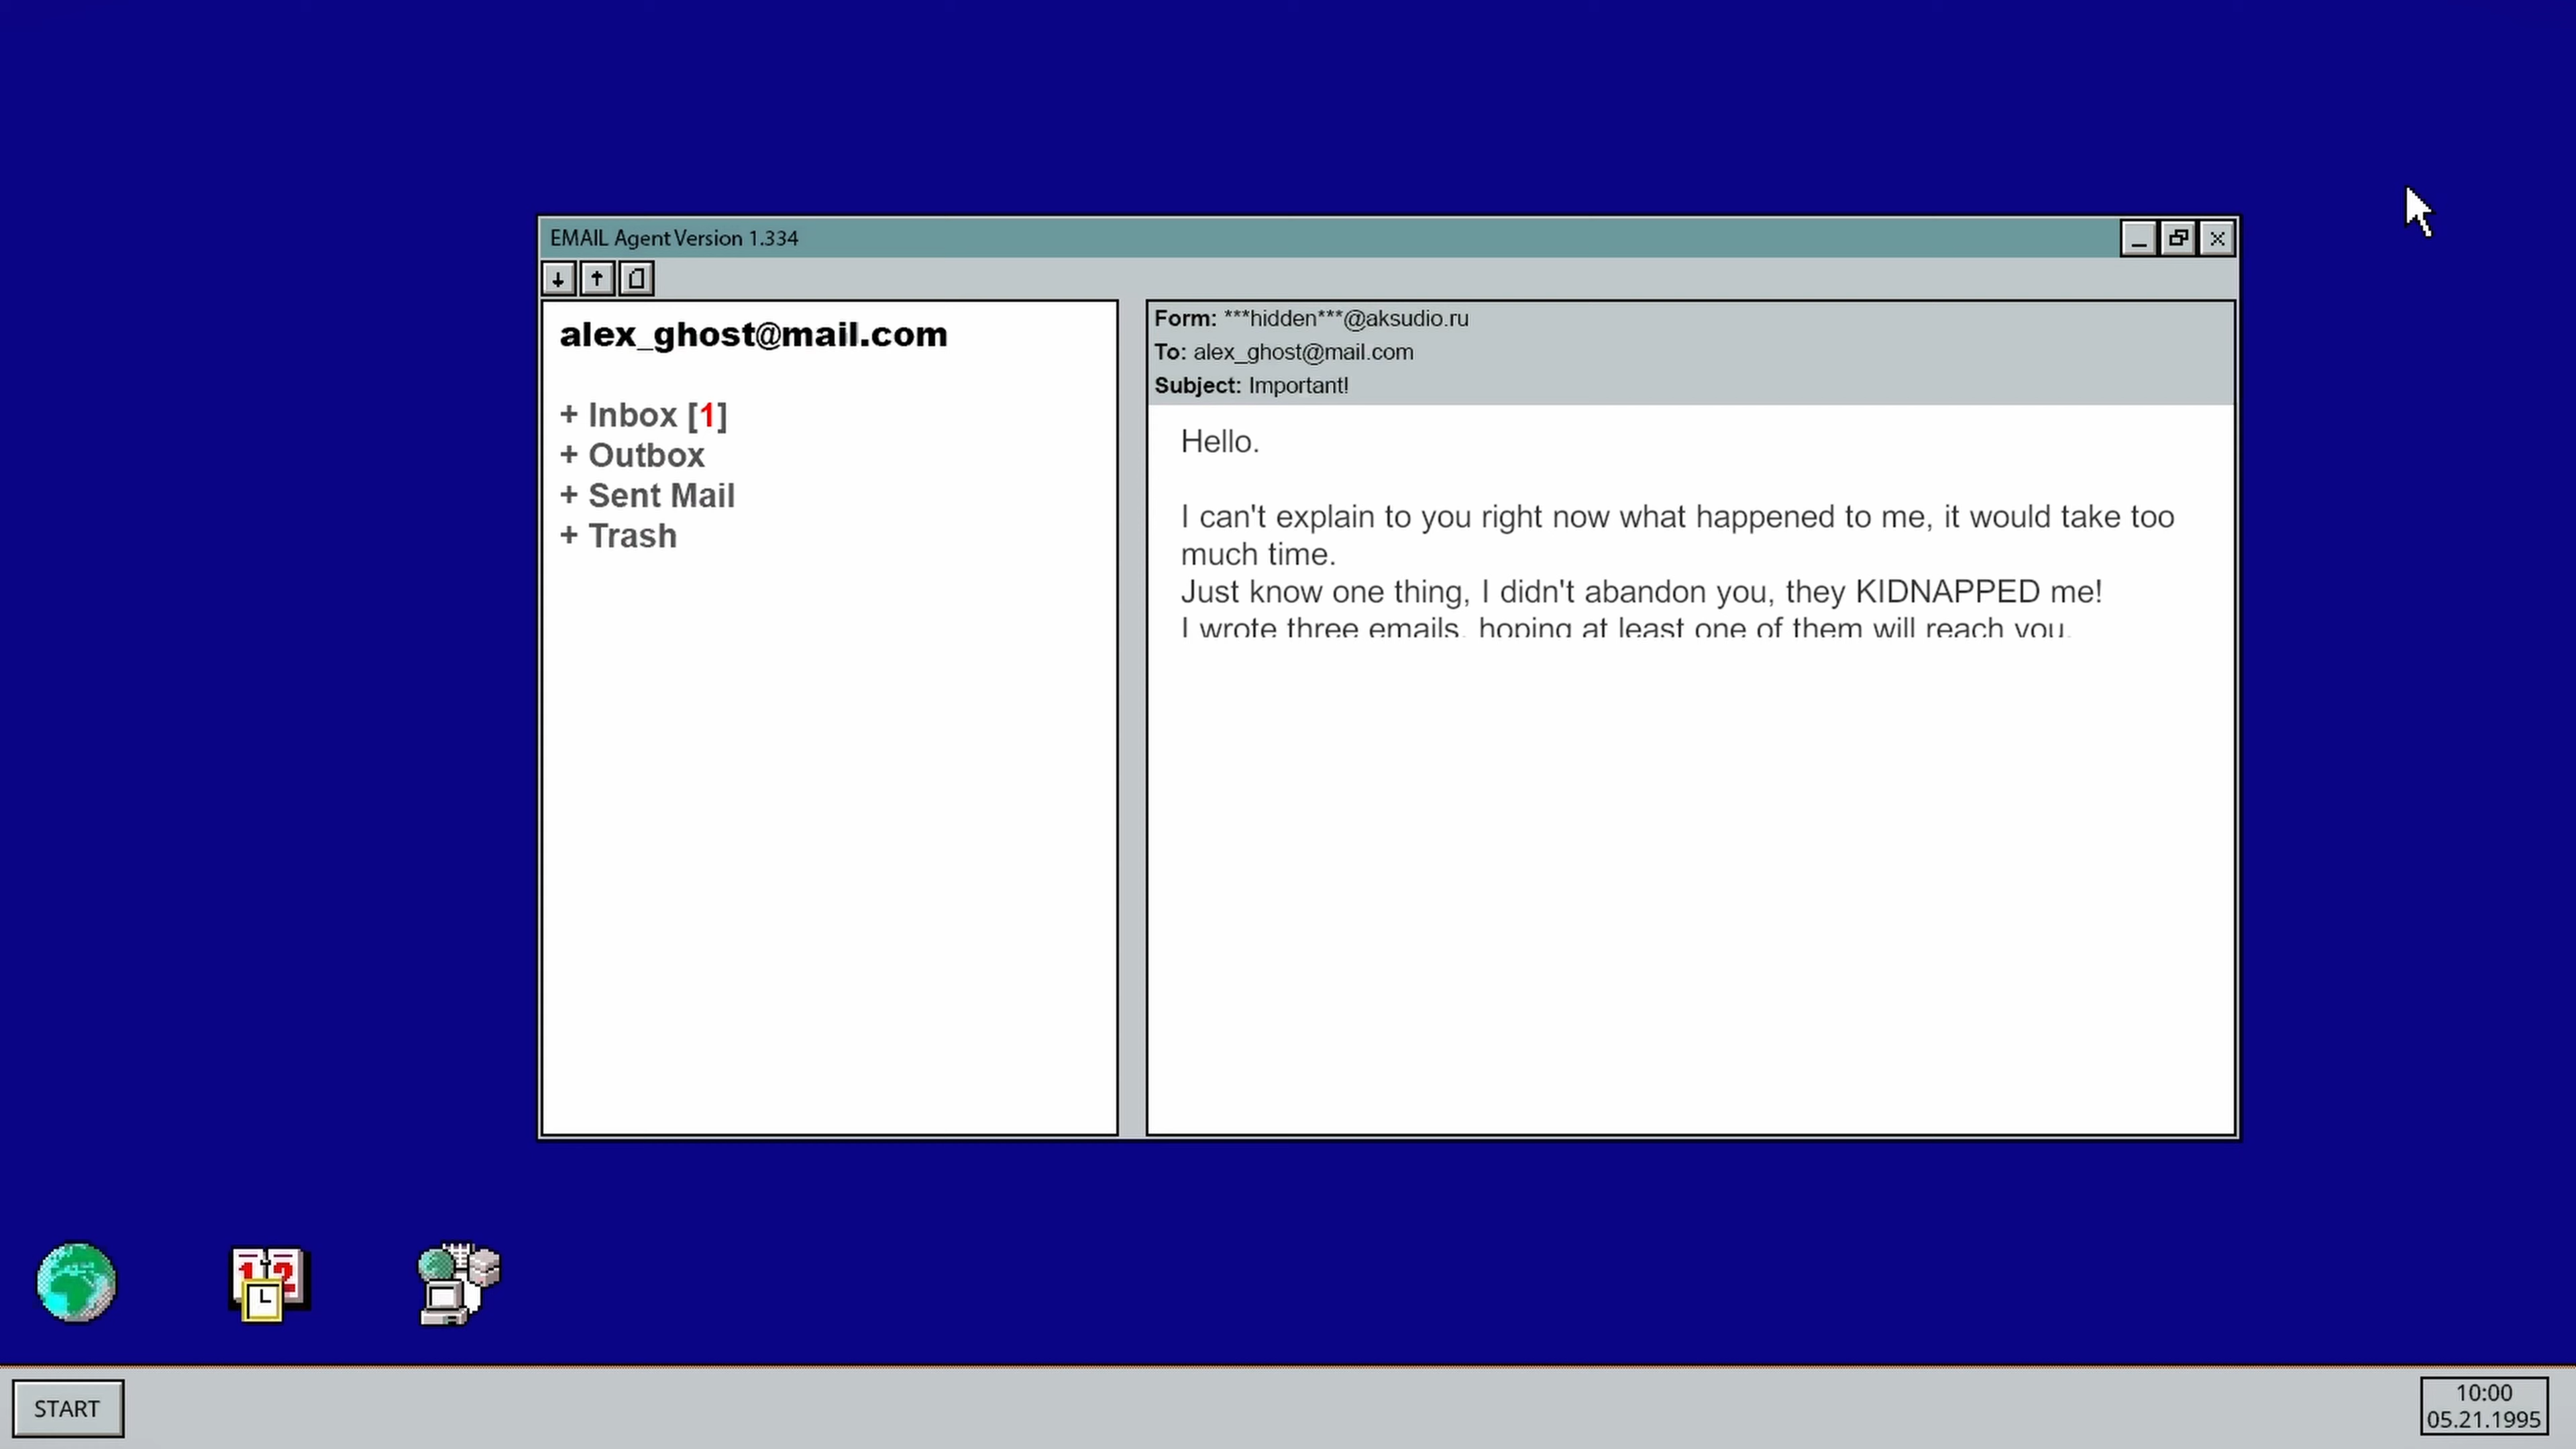 EMAIL Agent Version 1.334
alex_ghost@mail.com
+ Inbox [1]
+ Outbox
+ Sent Mail
+ Trash
Form: ***hidden***@aksudio.ru
To: alex_ghost@mail.com
Subject: Important!
Hello.
I can't explain to you right now what happened to me, it would take too
much time.
Just know one thing, I didn't abandon you, they KIDNAPPED me!
I wrote three emails, hoping at least one of them will reach you.
12
START
10:00
05.21.1995